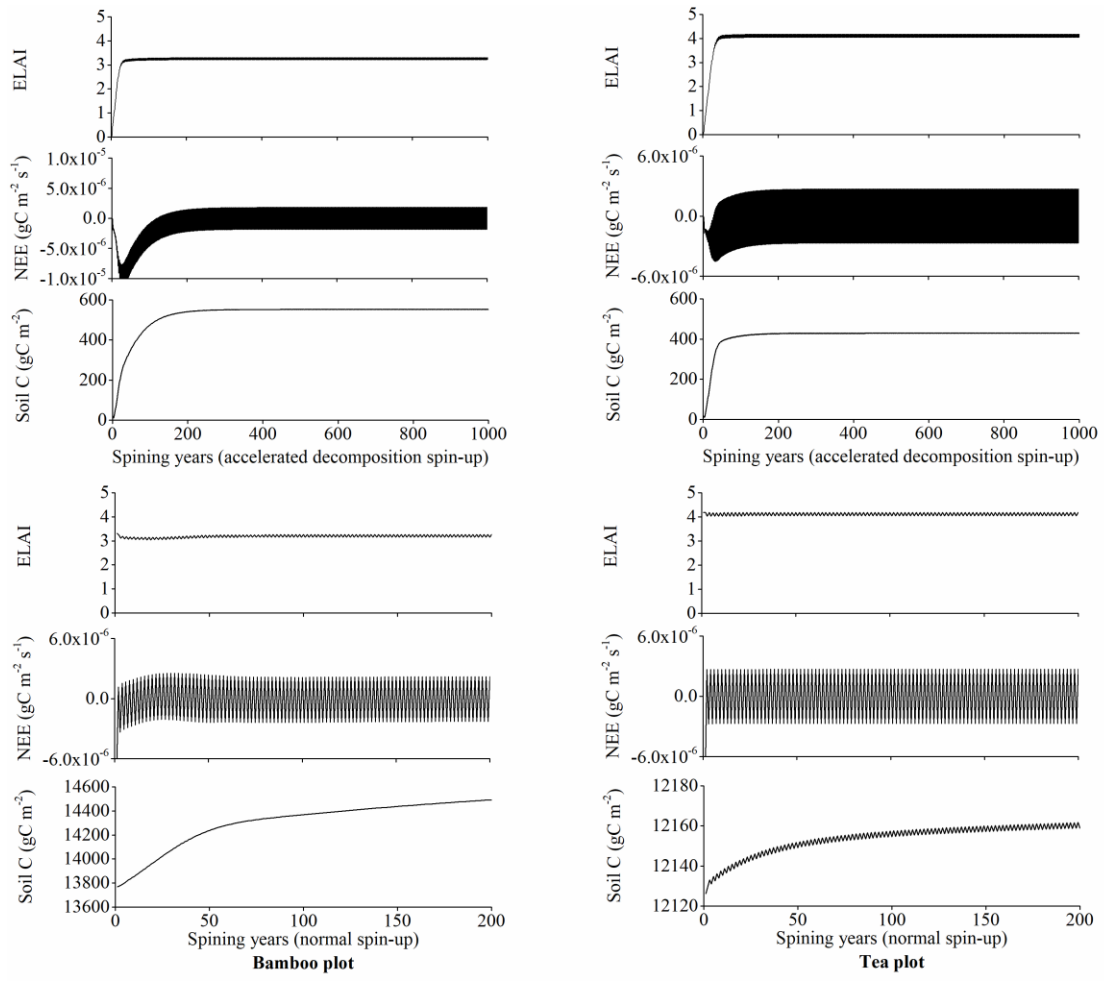 ELAI
5
4
3
2
1
0
NEE (gC m⁻² s⁻¹)
1.0x10⁻⁵
5.0x10⁻⁶
0.0
-5.0x10⁻⁶
-1.0x10⁻⁵
Soil C (gC m⁻²)
600
400
200
0
0 200 400 600 800 1000
Spining years (accelerated decomposition spin-up)
ELAI
5
4
3
2
1
0
NEE (gC m⁻² s⁻¹)
6.0x10⁻⁶
0.0
-6.0x10⁻⁶
Soil C (gC m⁻²)
600
400
200
0
0 200 400 600 800 1000
Spining years (accelerated decomposition spin-up)
ELAI
5
4
3
2
1
0
NEE (gC m⁻² s⁻¹)
6.0x10⁻⁶
0.0
-6.0x10⁻⁶
Soil C (gC m⁻²)
14600
14400
14200
14000
13800
13600
0 50 100 150 200
Spining years (normal spin-up)
Bamboo plot
ELAI
5
4
3
2
1
0
NEE (gC m⁻² s⁻¹)
6.0x10⁻⁶
0.0
-6.0x10⁻⁶
Soil C (gC m⁻²)
12180
12160
12140
12120
0 50 100 150 200
Spining years (normal spin-up)
Tea plot